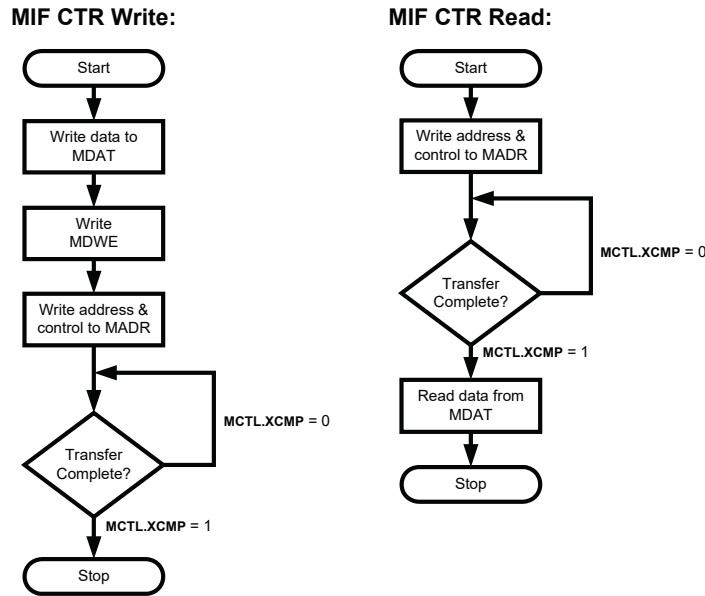 MIF CTR Write:
Start
Write data to
MDAT
Write
MDWE
Write address &
control to MADR
MCTL.XCMP = 0
Transfer
Complete?
MCTL.XCMP = 1
Stop
MIF CTR Read:
Start
Write address &
control to MADR
MCTL.XCMP = 0
Transfer
Complete?
MCTL.XCMP = 1
Read data from
MDAT
Stop